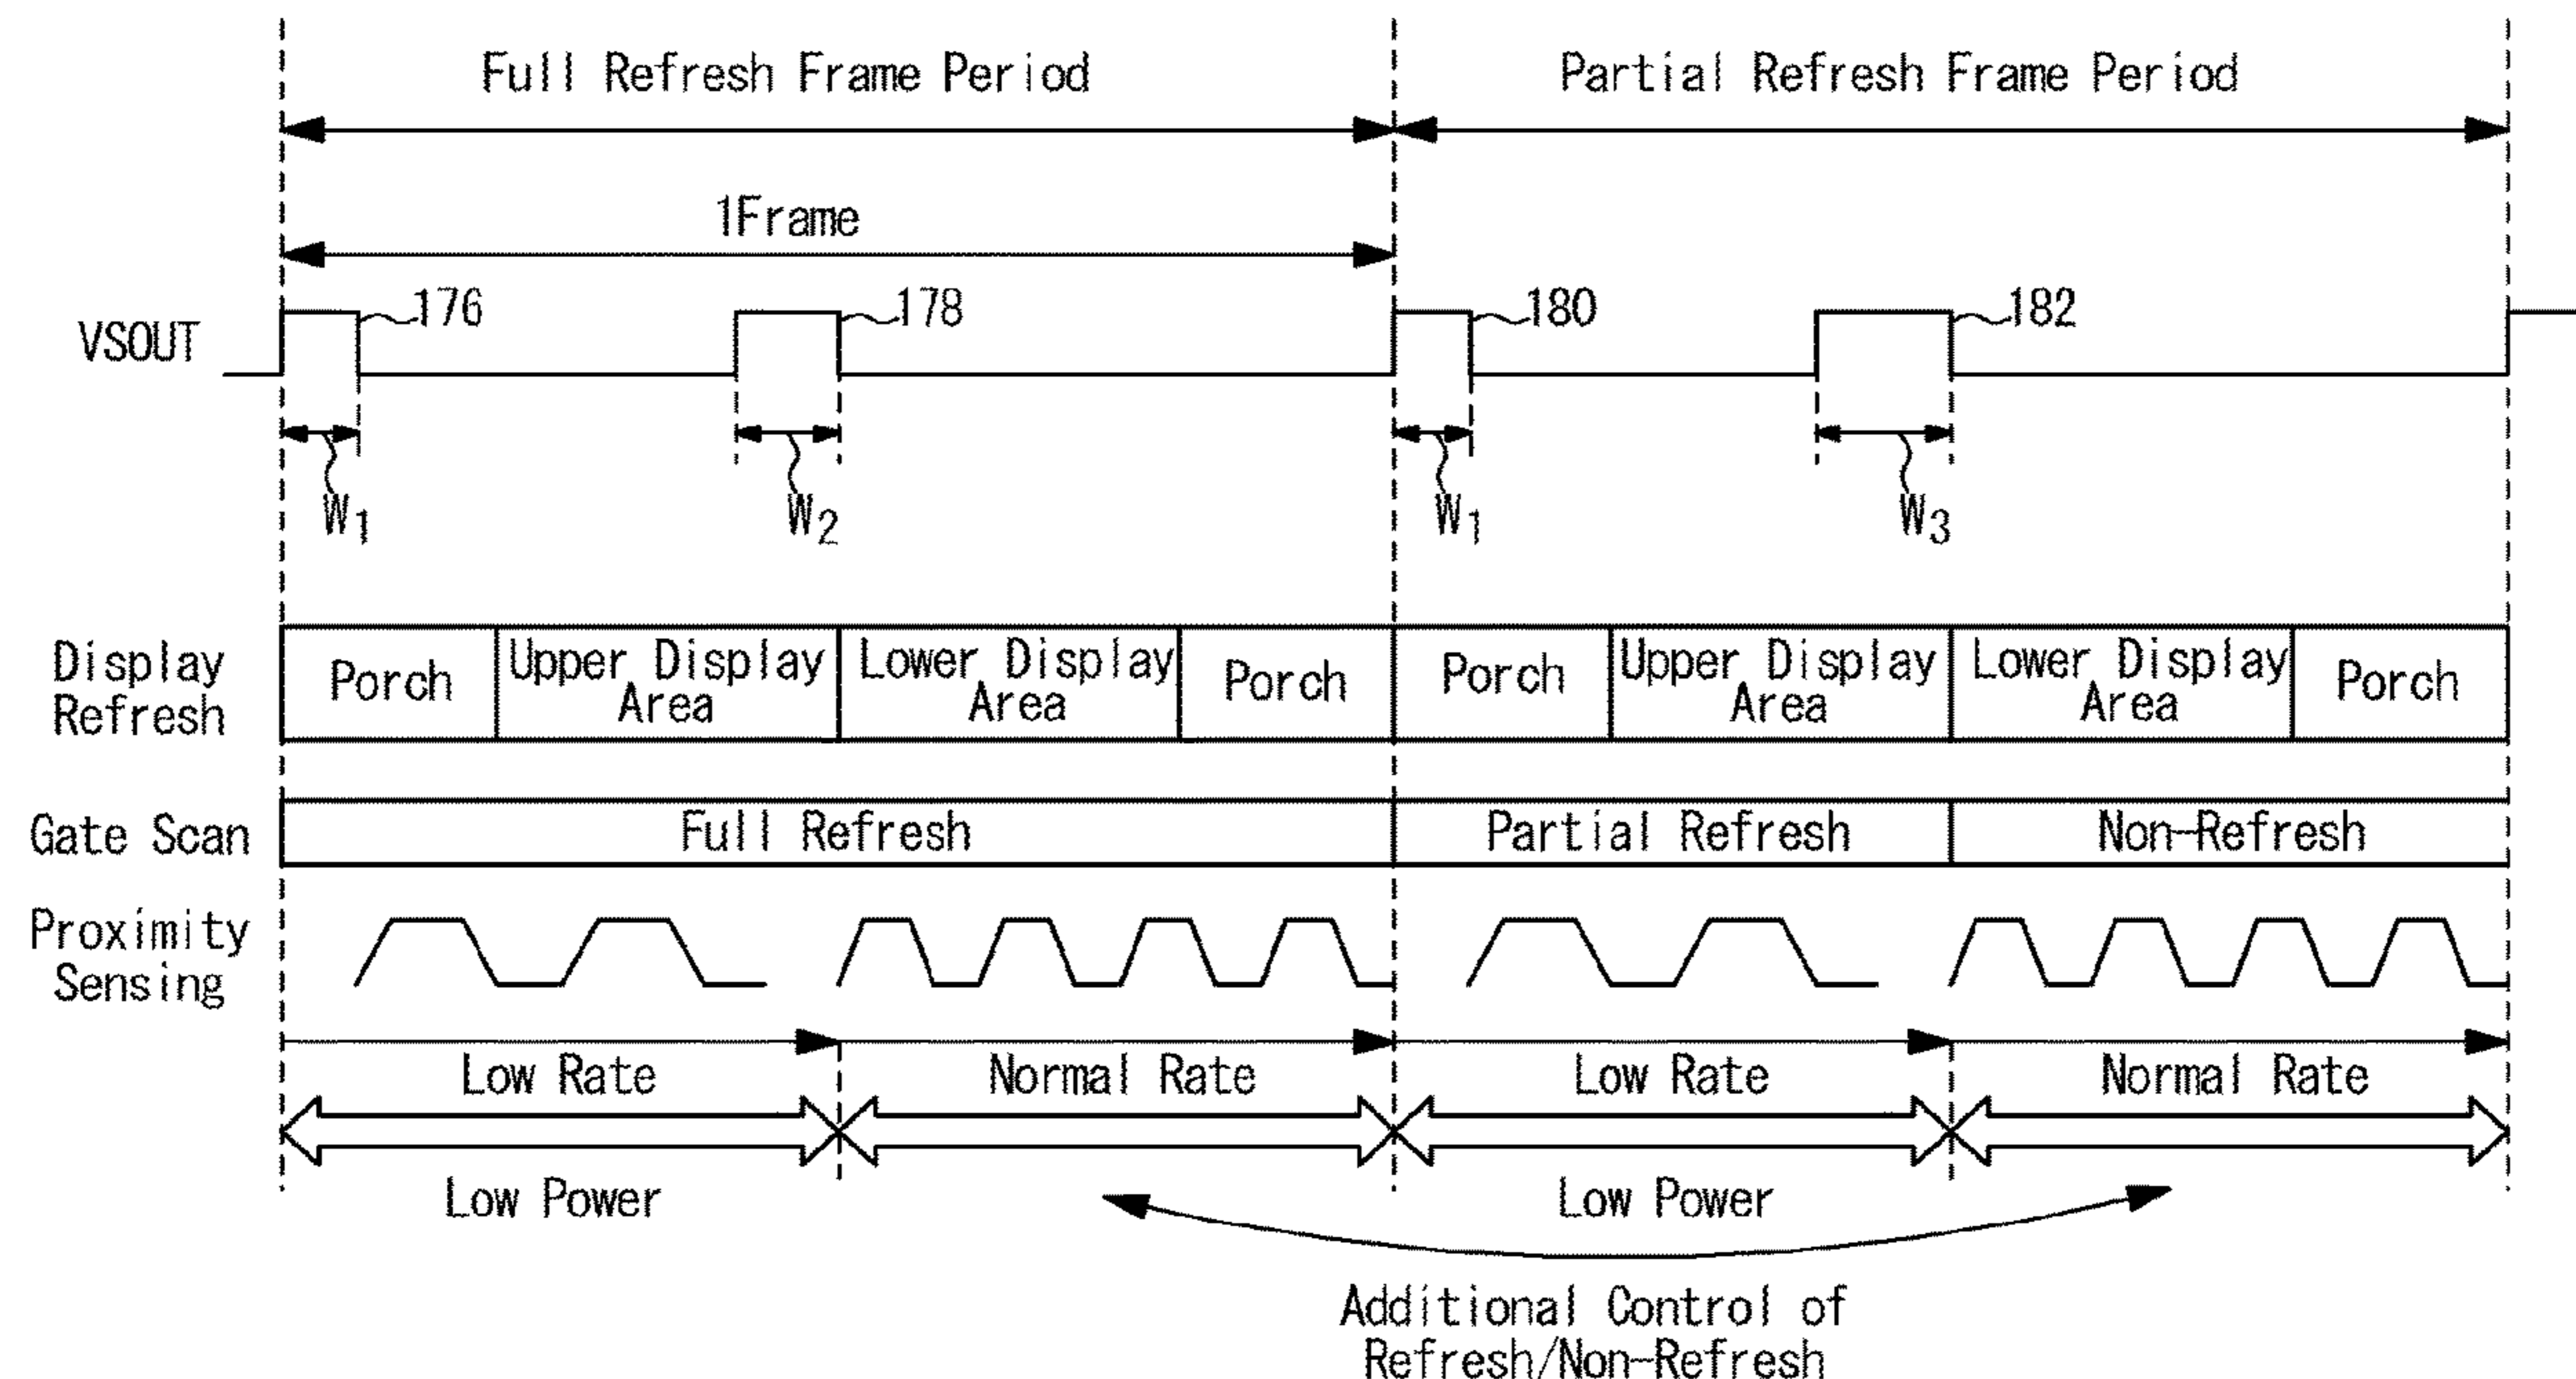 Full Refresh Frame Period
Partial Refresh Frame Period
1Frame
VSOUT
176
178
180
182
W1
W2
W1
W3
Display
Refresh
Porch
Upper Display
Area
Lower Display
Area
Porch
Porch
Upper Display
Area
Lower Display
Area
Porch
Gate Scan
Full Refresh
Partial Refresh
Non-Refresh
Proximity
Sensing
Low Rate
Normal Rate
Low Rate
Normal Rate
Low Power
Low Power
Additional Control of
Refresh/Non-Refresh